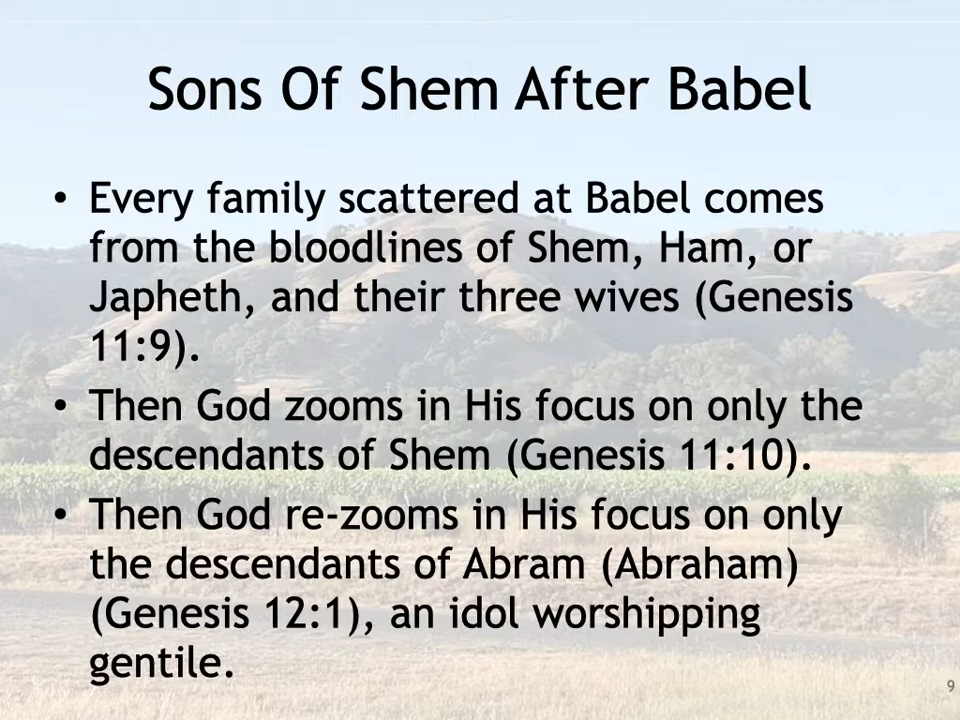 Sons Of Shem After Babel
• Every family scattered at Babel comes
from the bloodlines of Shem, Ham, or
Japheth, and their three wives (Genesis
11:9).
• Then God zooms in His focus on only the
descendants of Shem (Genesis 11:10).
• Then God re-zooms in His focus on only
the descendants of Abram (Abraham)
(Genesis 12:1), an idol worshipping
gentile.
9